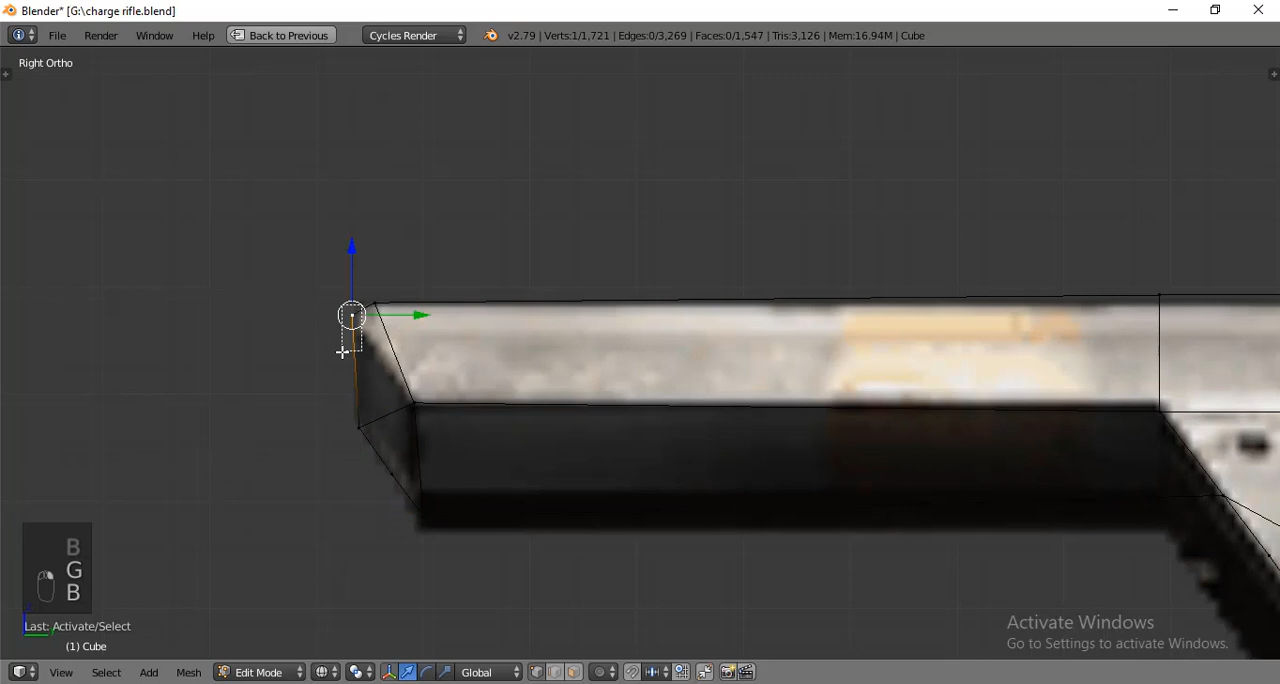 Blender* [G:\charge rifle.blend]
File Render Window Help Back to Previous Cycles Render v2.79 | Verts:1/1,721 | Edges:0/3,269 | Faces:0/1,547 | Tris:3,126 | Mem:16.94M | Cube
Right Ortho
B
G
B
Last: Activate/Select
(1) Cube
Activate Windows
Go to Settings to activate Windows.
View Select Add Mesh Edit Mode Global